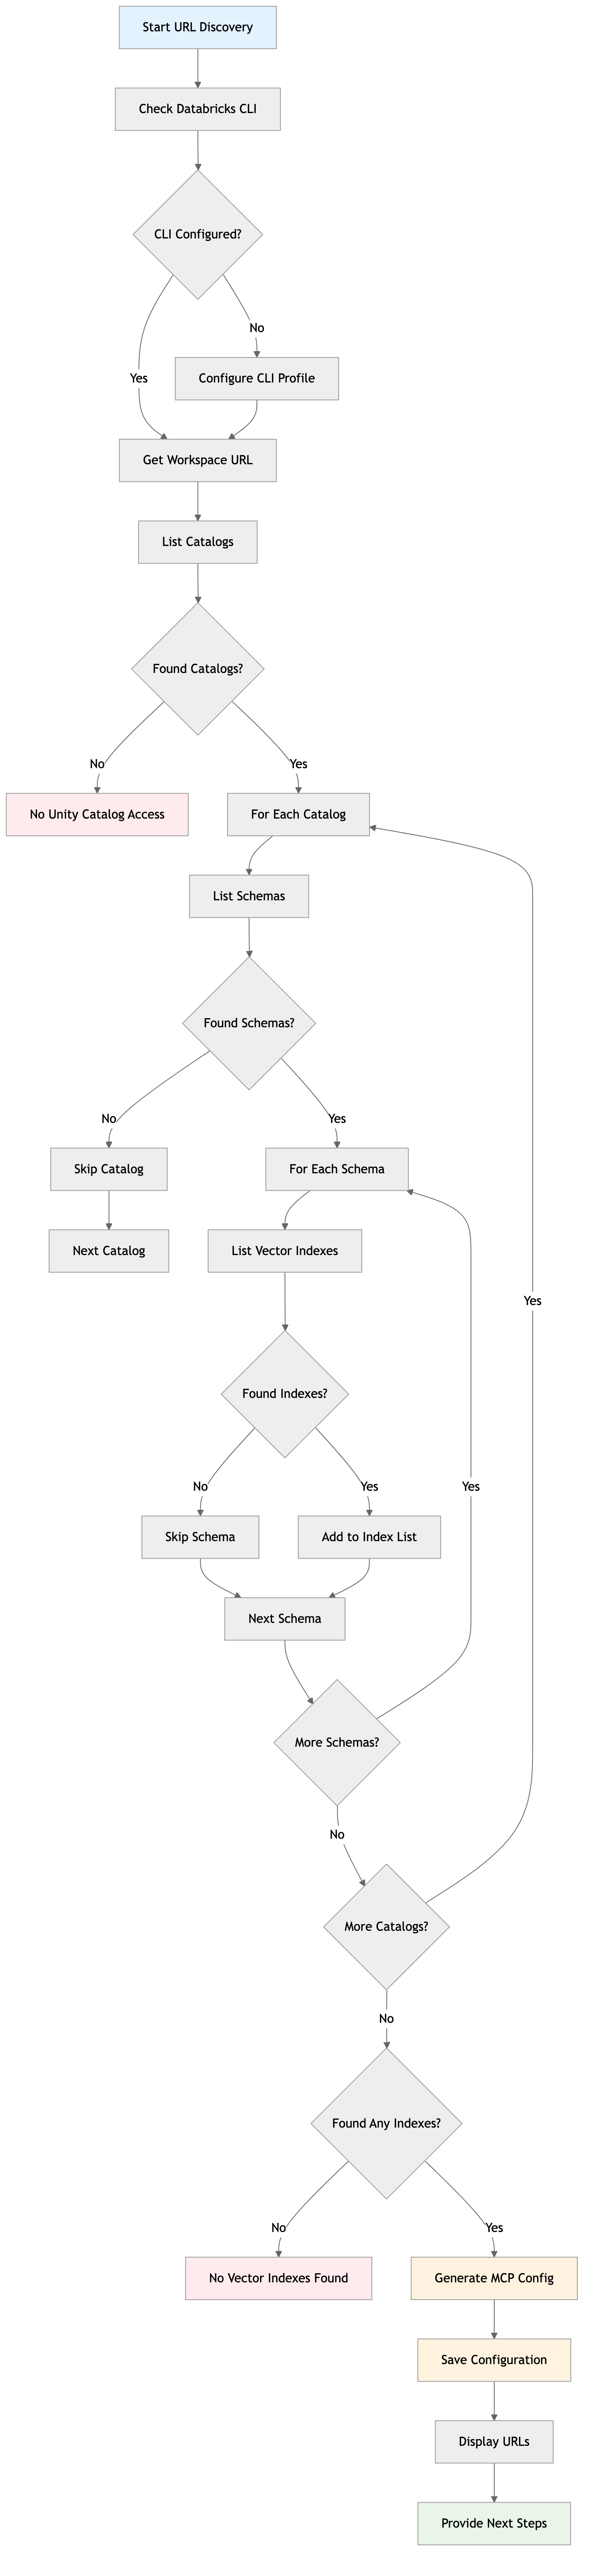 Start URL Discovery
Check Databricks CLI
CLI Configured?
No
Yes
Configure CLI Profile
Get Workspace URL
List Catalogs
Found Catalogs?
No
Yes
No Unity Catalog Access
For Each Catalog
List Schemas
Found Schemas?
No
Yes
Skip Catalog
For Each Schema
Next Catalog
List Vector Indexes
Yes
Found Indexes?
No
Yes
Yes
Skip Schema
Add to Index List
Next Schema
More Schemas?
No
More Catalogs?
No
Found Any Indexes?
No
Yes
No Vector Indexes Found
Generate MCP Config
Save Configuration
Display URLs
Provide Next Steps